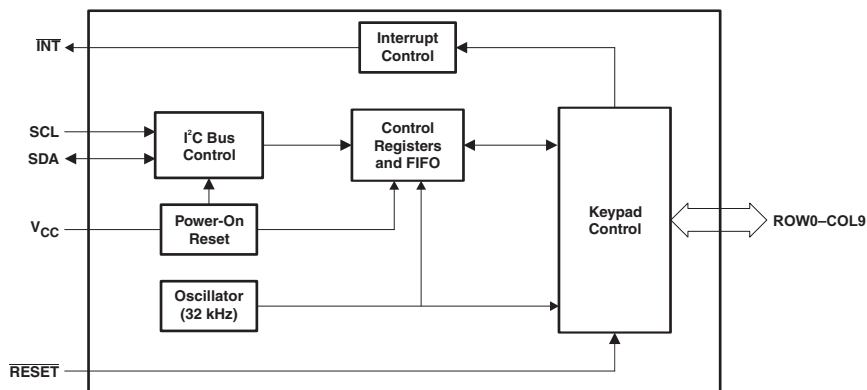 INT
Interrupt
Control
SCL
SDA
I²C Bus
Control
Control
Registers
and FIFO
Keypad
Control
ROW0–COL9
VCC
Power-On
Reset
Oscillator
(32 kHz)
RESET